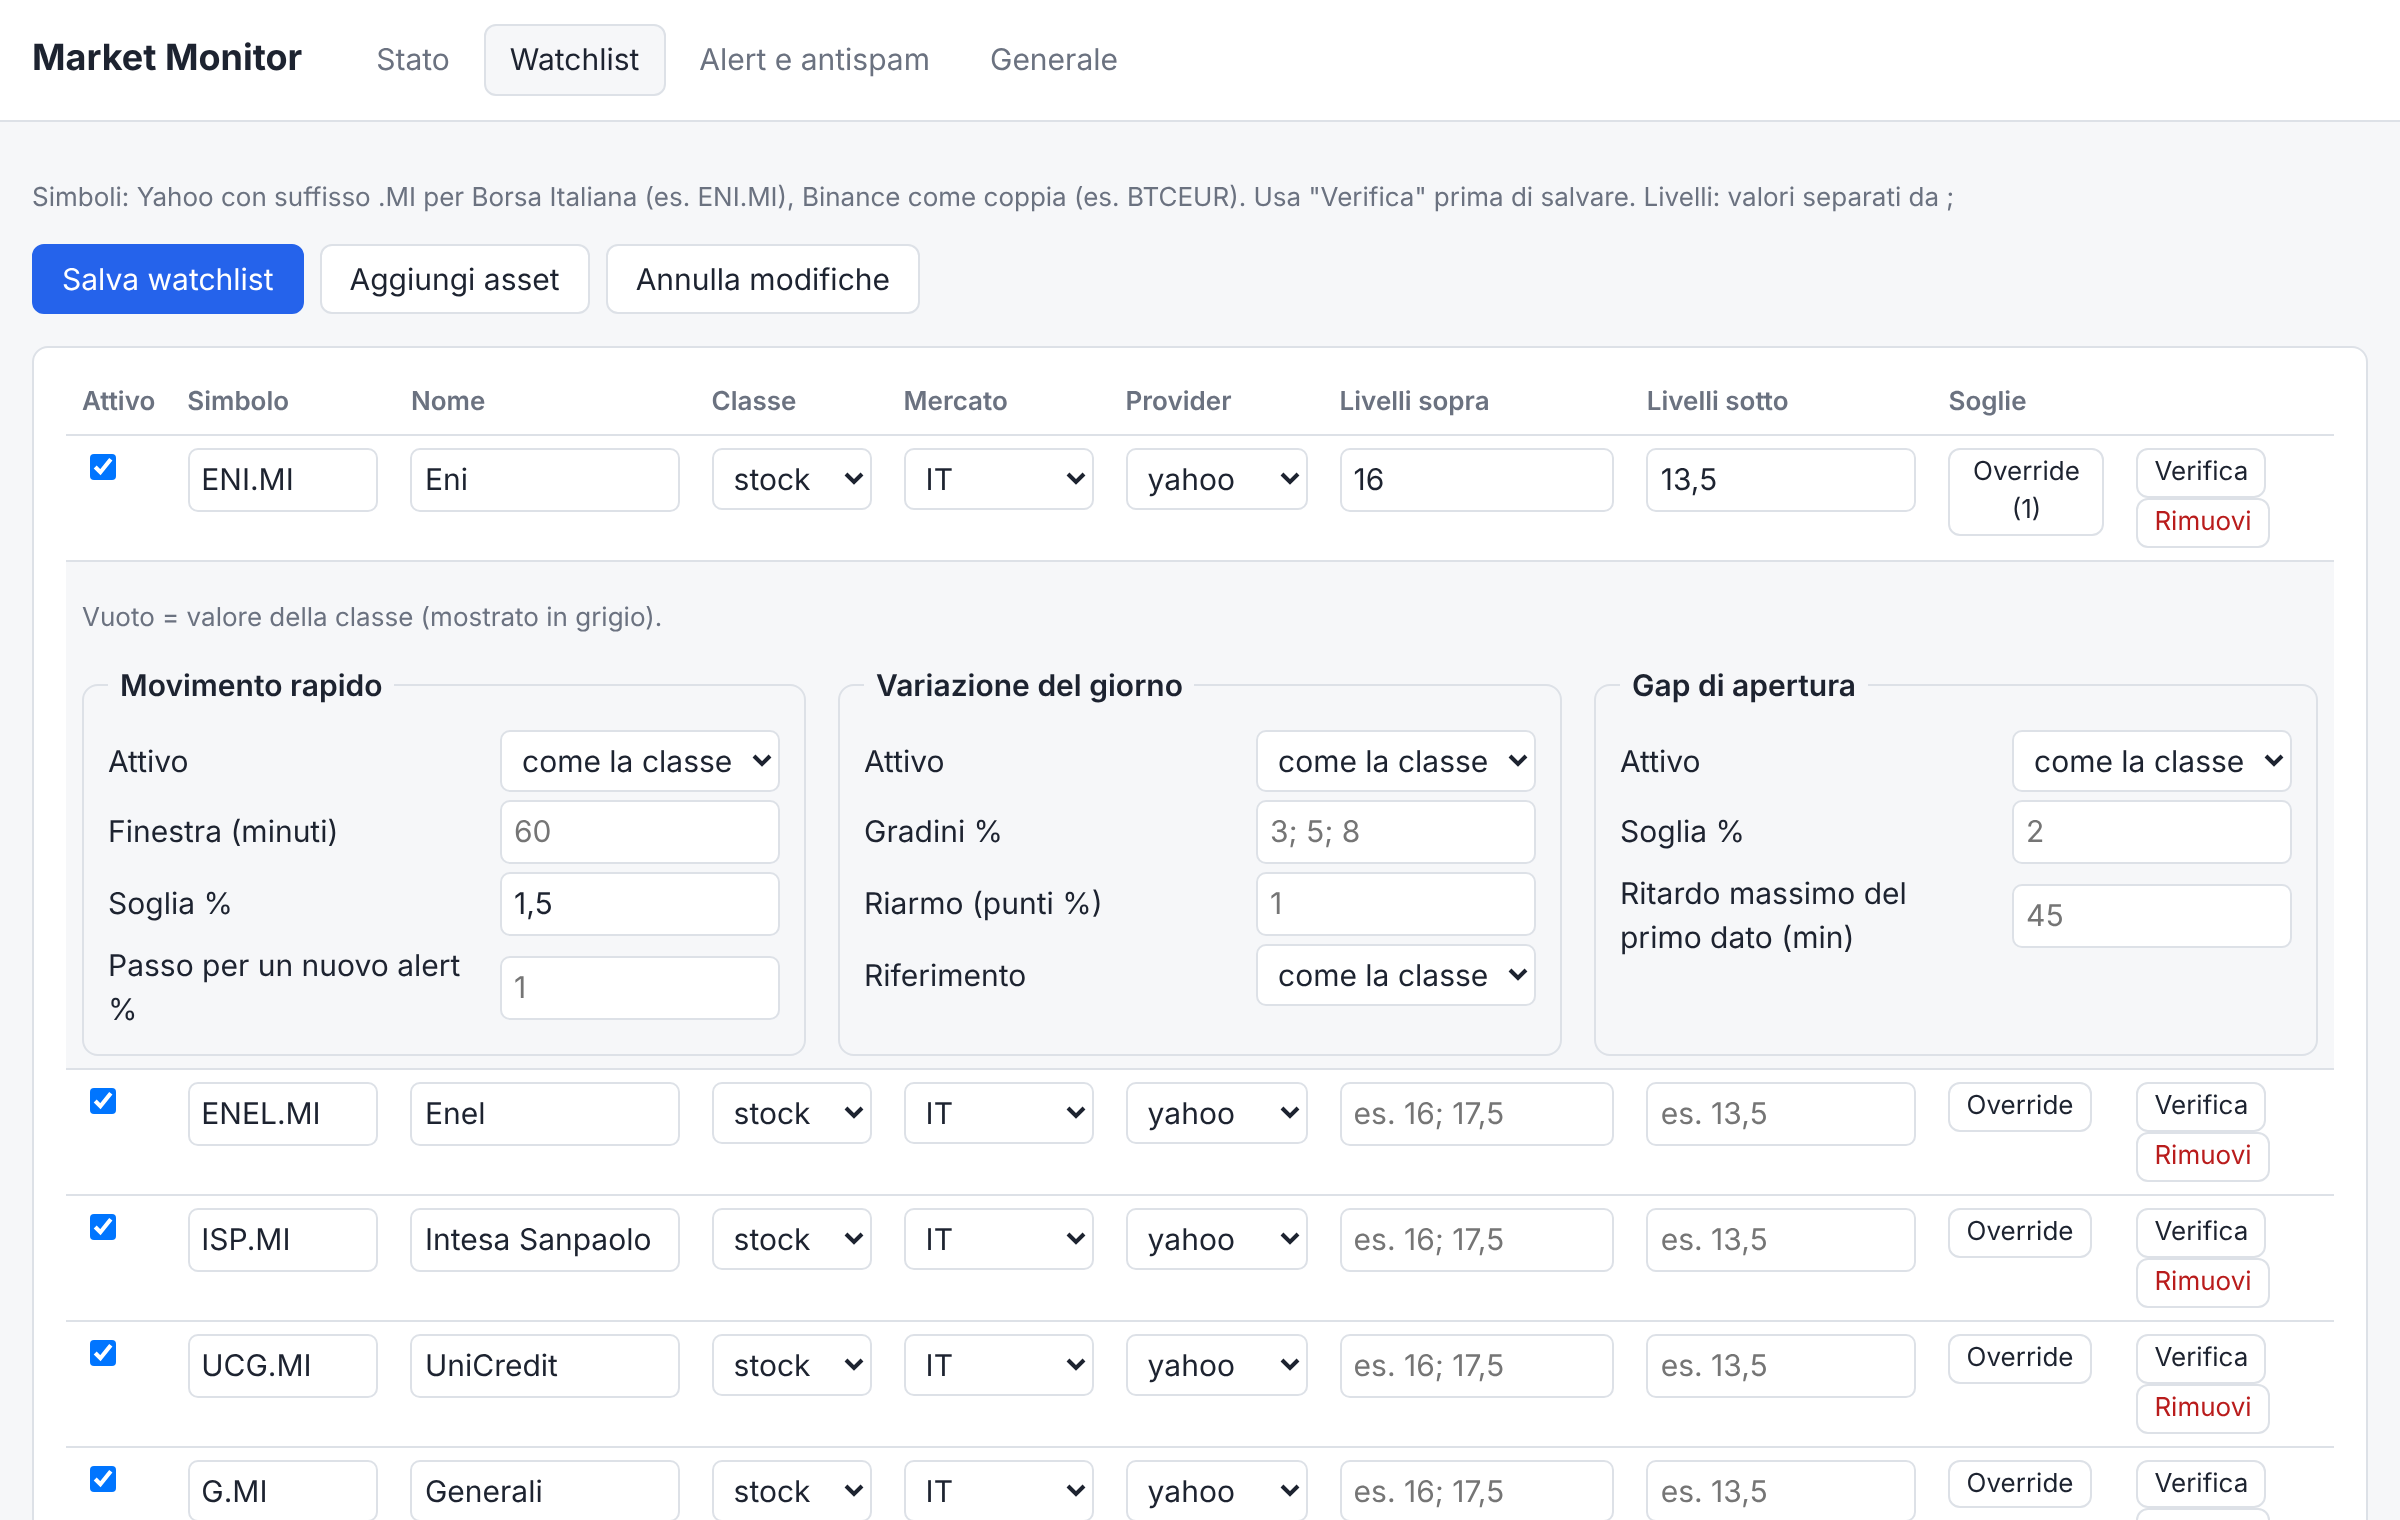 Market Monitor Stato Watchlist Alert e antispam Generale
Simboli: Yahoo con suffisso .MI per Borsa Italiana (es. ENI.MI), Binance come coppia (es. BTCEUR). Usa "Verifica" prima di salvare. Livelli: valori separati da ;
Salva watchlist Aggiungi asset Annulla modifiche
Attivo Simbolo Nome Classe Mercato Provider Livelli sopra Livelli sotto Soglie
ENI.MI Eni stock IT yahoo 16 13,5 Override (1) Verifica
Rimuovi
Vuoto = valore della classe (mostrato in grigio).
Movimento rapido
Attivo come la classe
Finestra (minuti) 60
Soglia % 1,5
Passo per un nuovo alert % 1
Variazione del giorno
Attivo come la classe
Gradini % 3; 5; 8
Riarmo (punti %) 1
Riferimento come la classe
Gap di apertura
Attivo come la classe
Soglia % 2
Ritardo massimo del primo dato (min) 45
ENEL.MI Enel stock IT yahoo es. 16; 17,5 es. 13,5 Override Verifica
Rimuovi
ISP.MI Intesa Sanpaolo stock IT yahoo es. 16; 17,5 es. 13,5 Override Verifica
Rimuovi
UCG.MI UniCredit stock IT yahoo es. 16; 17,5 es. 13,5 Override Verifica
Rimuovi
G.MI Generali stock IT yahoo es. 16; 17,5 es. 13,5 Override Verifica